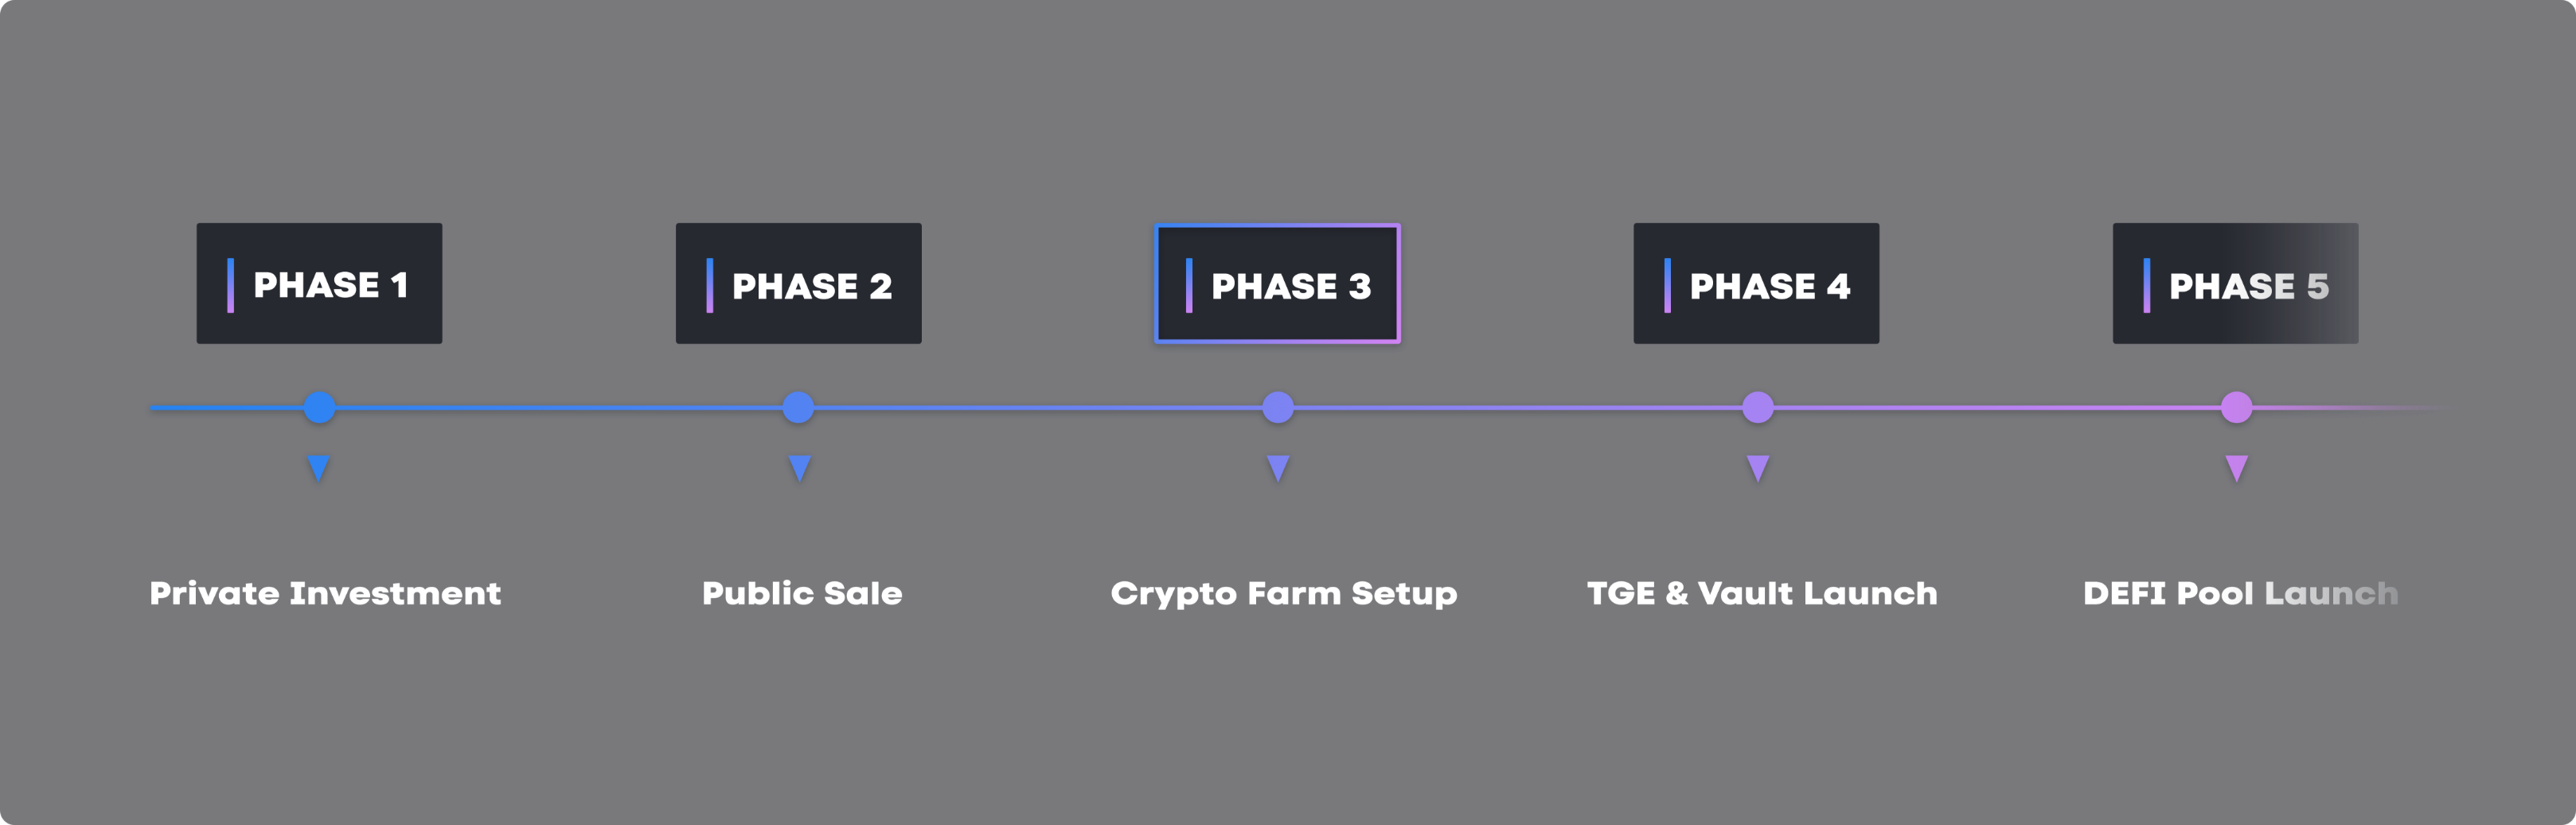 PHASE 1
PHASE 2
PHASE 3
PHASE 4
PHASE 5
Private Investment
Public Sale
Crypto Farm Setup
TGE & Vault Launch
DEFI Pool Launch